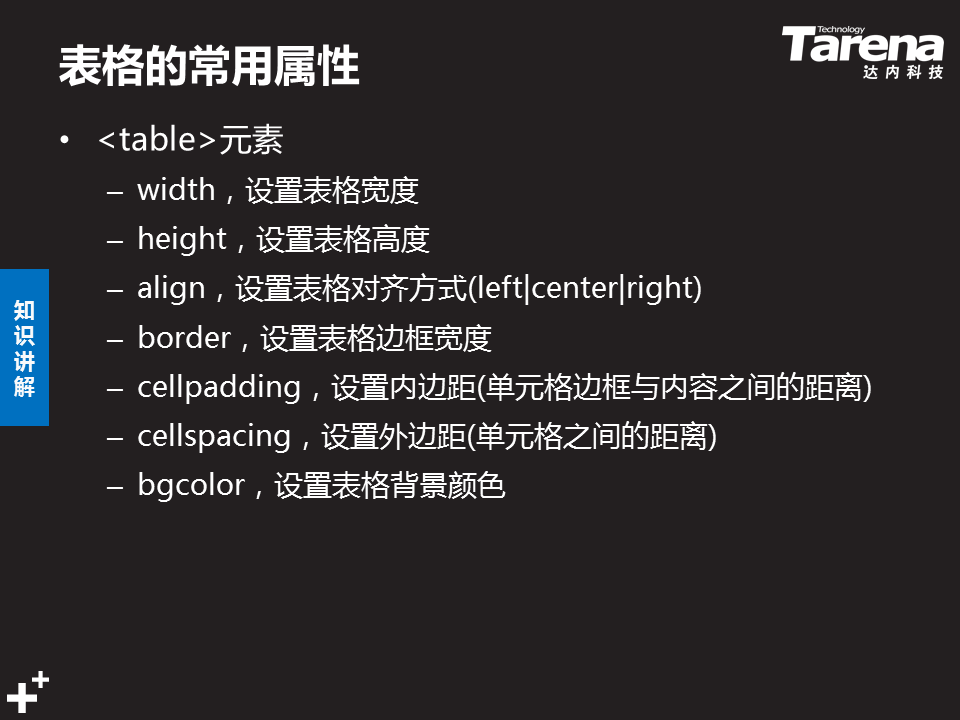 表格的常用属性
Technology
Tarena
达内科技
• <table>元素
– width，设置表格宽度
– height，设置表格高度
– align，设置表格对齐方式(left|center|right)
– border，设置表格边框宽度
– cellpadding，设置内边距(单元格边框与内容之间的距离)
– cellspacing，设置外边距(单元格之间的距离)
– bgcolor，设置表格背景颜色
知识讲解